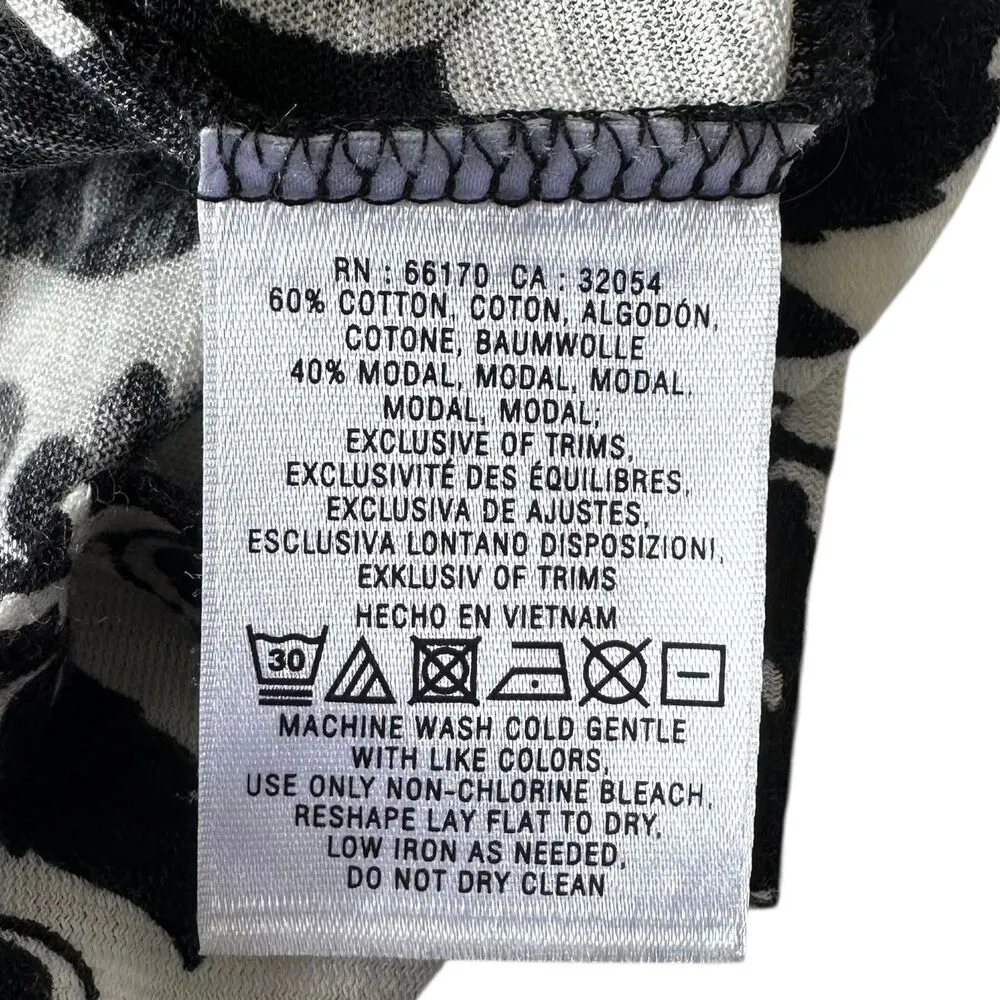 RN : 66170 CA : 32054
60% COTTON, COTON, ALGODÓN,
COTONE, BAUMWOLLE
40% MODAL, MODAL, MODAL,
MODAL, MODAL;
EXCLUSIVE OF TRIMS,
EXCLUSIVITÉ DES ÉQUILIBRES,
EXCLUSIVA DE AJUSTES,
ESCLUSIVA LONTANO DISPOSIZIONI,
EXKLUSIV OF TRIMS
HECHO EN VIETNAM
30
MACHINE WASH COLD GENTLE
WITH LIKE COLORS,
USE ONLY NON-CHLORINE BLEACH,
RESHAPE LAY FLAT TO DRY,
LOW IRON AS NEEDED,
DO NOT DRY CLEAN